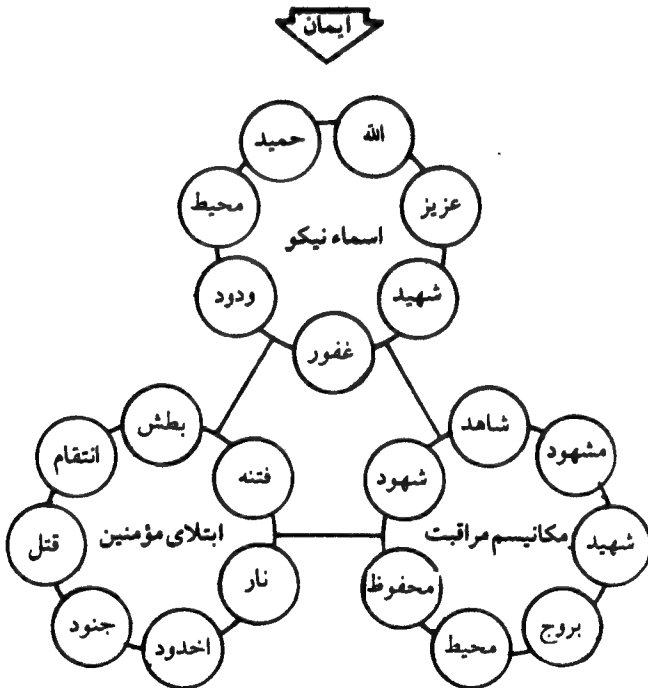 ایمان
الله
حمید
عزیز
محیط
اسماء نیکو
شهید
ودود
غفور
شاهد
مشهود
شهود
شهید
مکانیسم مراقبت
محفوظ
بروج
محیط
بطش
انتقام
فتنه
قتل
ابتلای مؤمنین
نار
جنود
اخدود